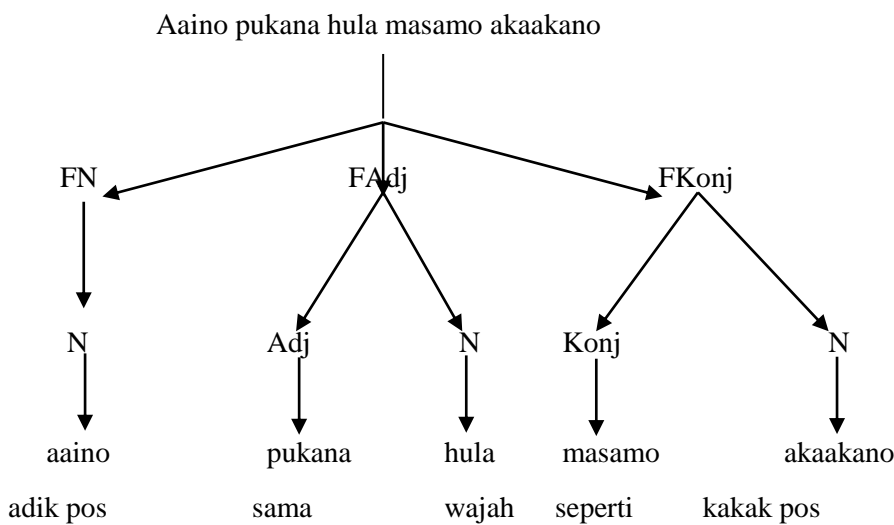 Aaino pukana hula masamo akaakano
FN FAdj FKonj
N Adj N Konj N
aaino pukana hula masamo akaakano
adik pos sama wajah seperti kakak pos